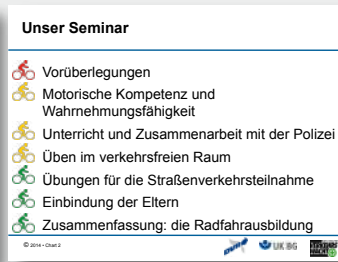 Unser Seminar
Vorüberlegungen
Motorische Kompetenz und
Wahrnehmungsfähigkeit
Unterricht und Zusammenarbeit mit der Polizei
Üben im verkehrsfreien Raum
Übungen für die Straßenverkehrsteilnahme
Einbindung der Eltern
Zusammenfassung: die Radfahrausbildung
© 2014 • Chart 2
DVR UK BG